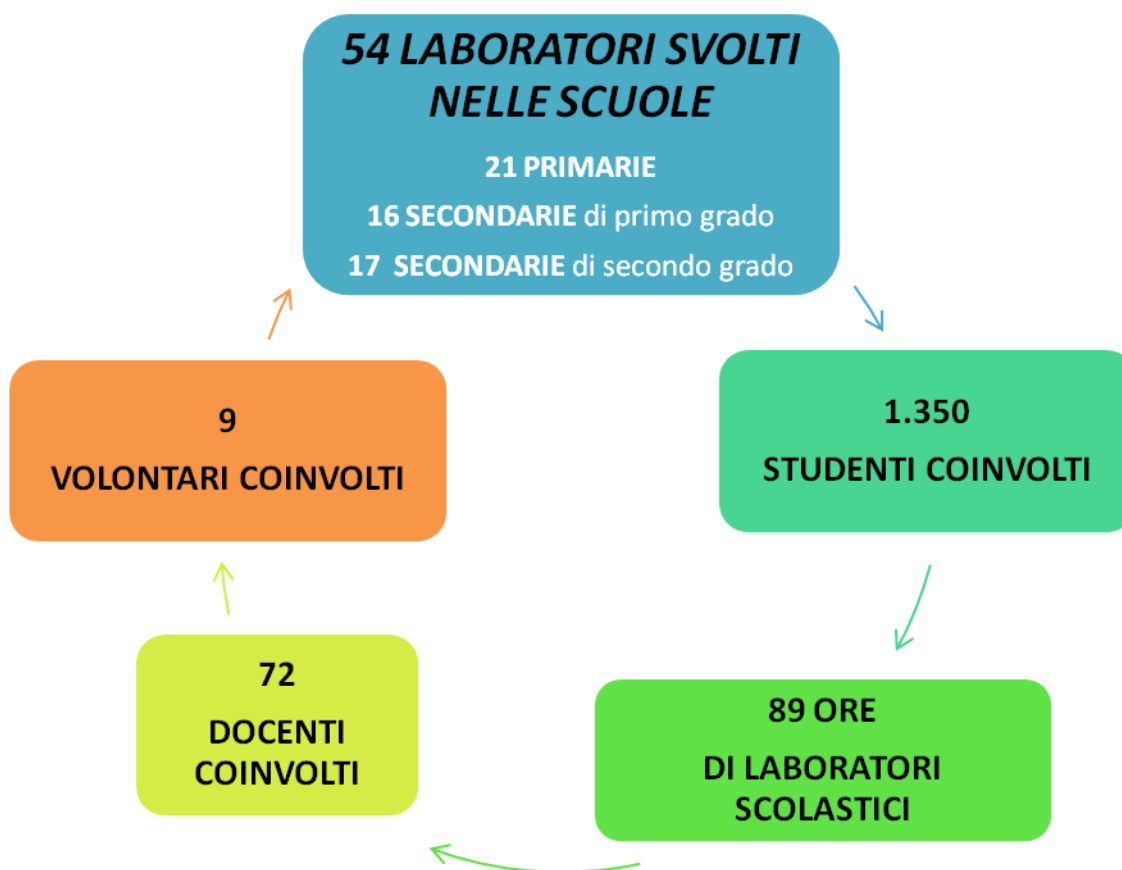 54 LABORATORI SVOLTI
NELLE SCUOLE
21 PRIMARIE
16 SECONDARIE di primo grado
17 SECONDARIE di secondo grado
1.350
STUDENTI COINVOLTI
89 ORE
DI LABORATORI
SCOLASTICI
72
DOCENTI
COINVOLTI
9
VOLONTARI COINVOLTI